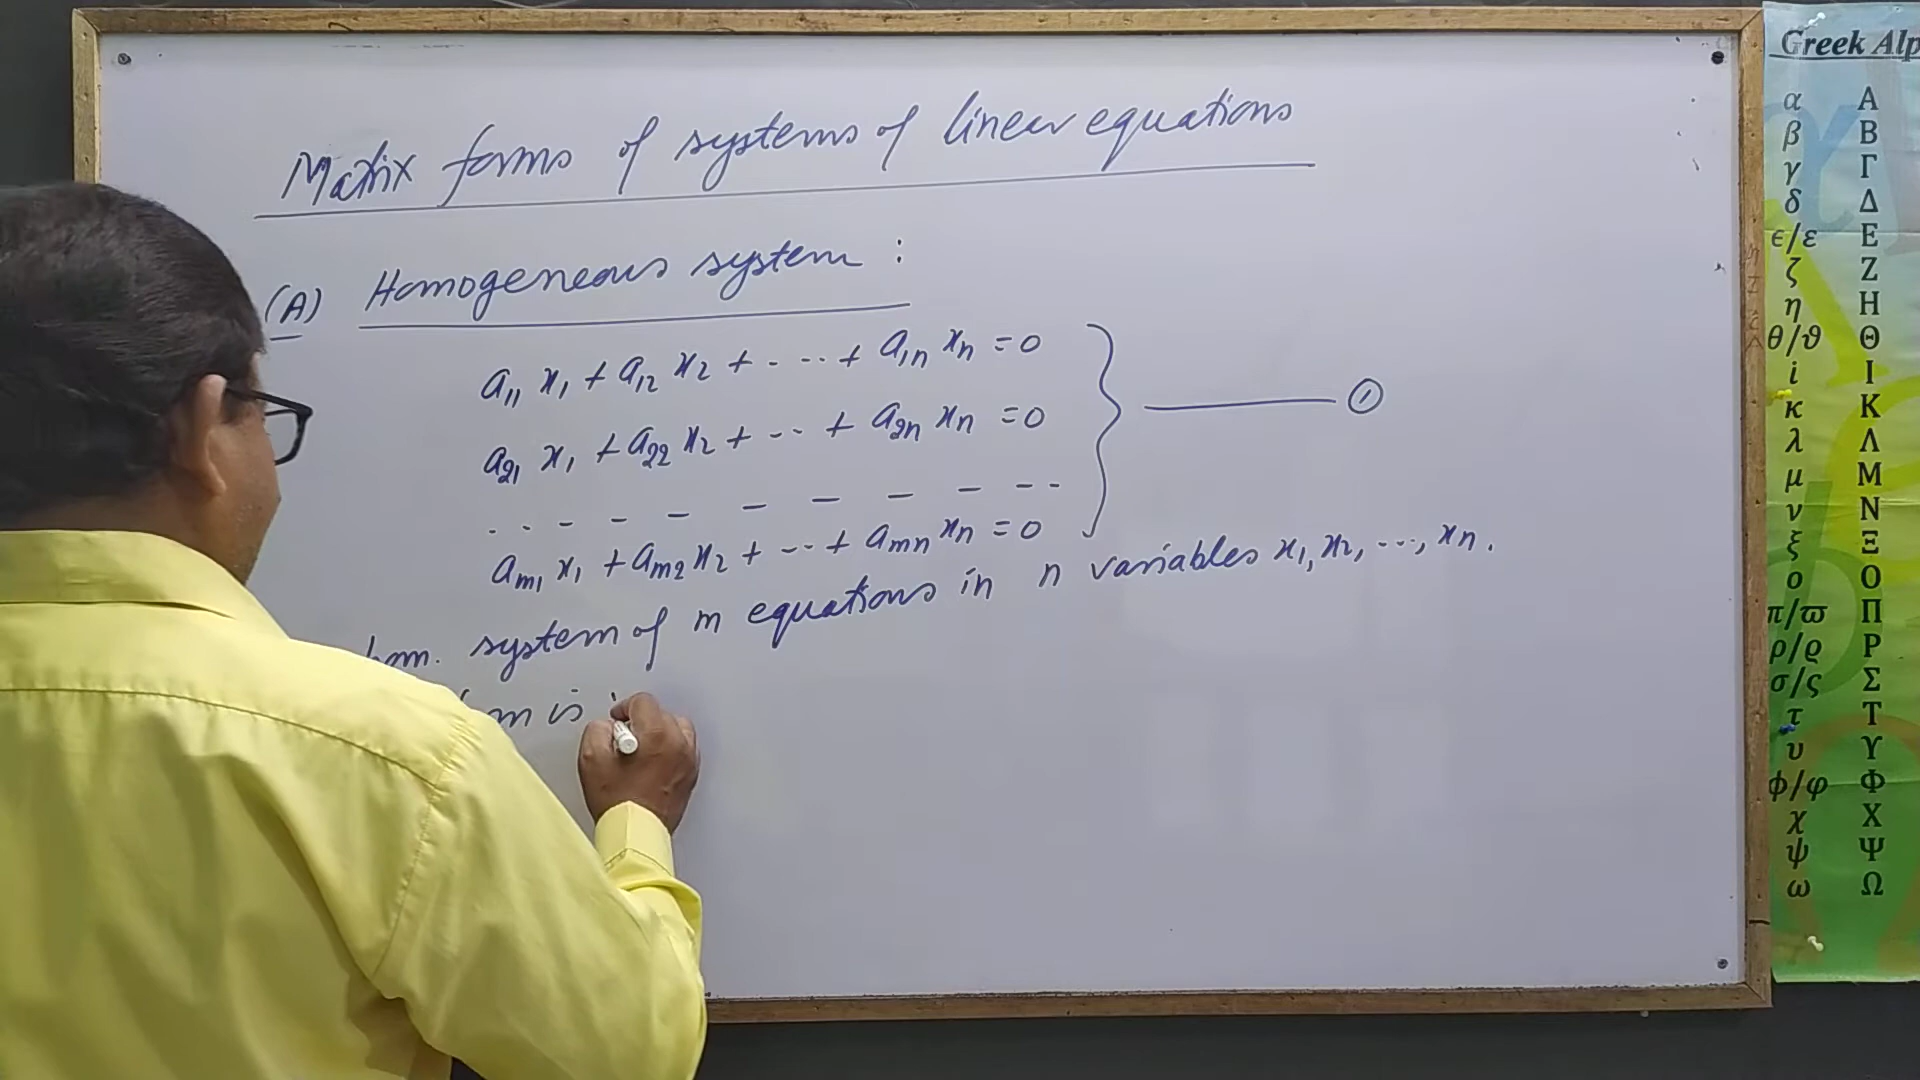 Matrix forms of systems of linear equations
(A) Homogeneous system :
a₁₁ x₁ + a₁₂ x₂ + - -- + a₁ₙ xₙ = 0
a₂₁ x₁ + a₂₂ x₂ + - -- + a₂ₙ xₙ = 0
①
. . - - - - - - - - -
aₘ₁ x₁ + aₘ₂ x₂ + - -- + aₘₙ xₙ = 0
hom. system of m equations in n variables x₁, x₂, ---, xₙ.
is
Greek Alp
α Α
β Β
γ Γ
δ Δ
ϵ/ε Ε
ζ Ζ
η Η
θ/ϑ Θ
i Ι
κ Κ
λ Λ
μ Μ
ν Ν
ξ Ξ
ο Ο
π/ϖ Π
ρ/ϱ Ρ
σ/ς Σ
τ Τ
υ Υ
ϕ/φ Φ
χ Χ
ψ Ψ
ω Ω